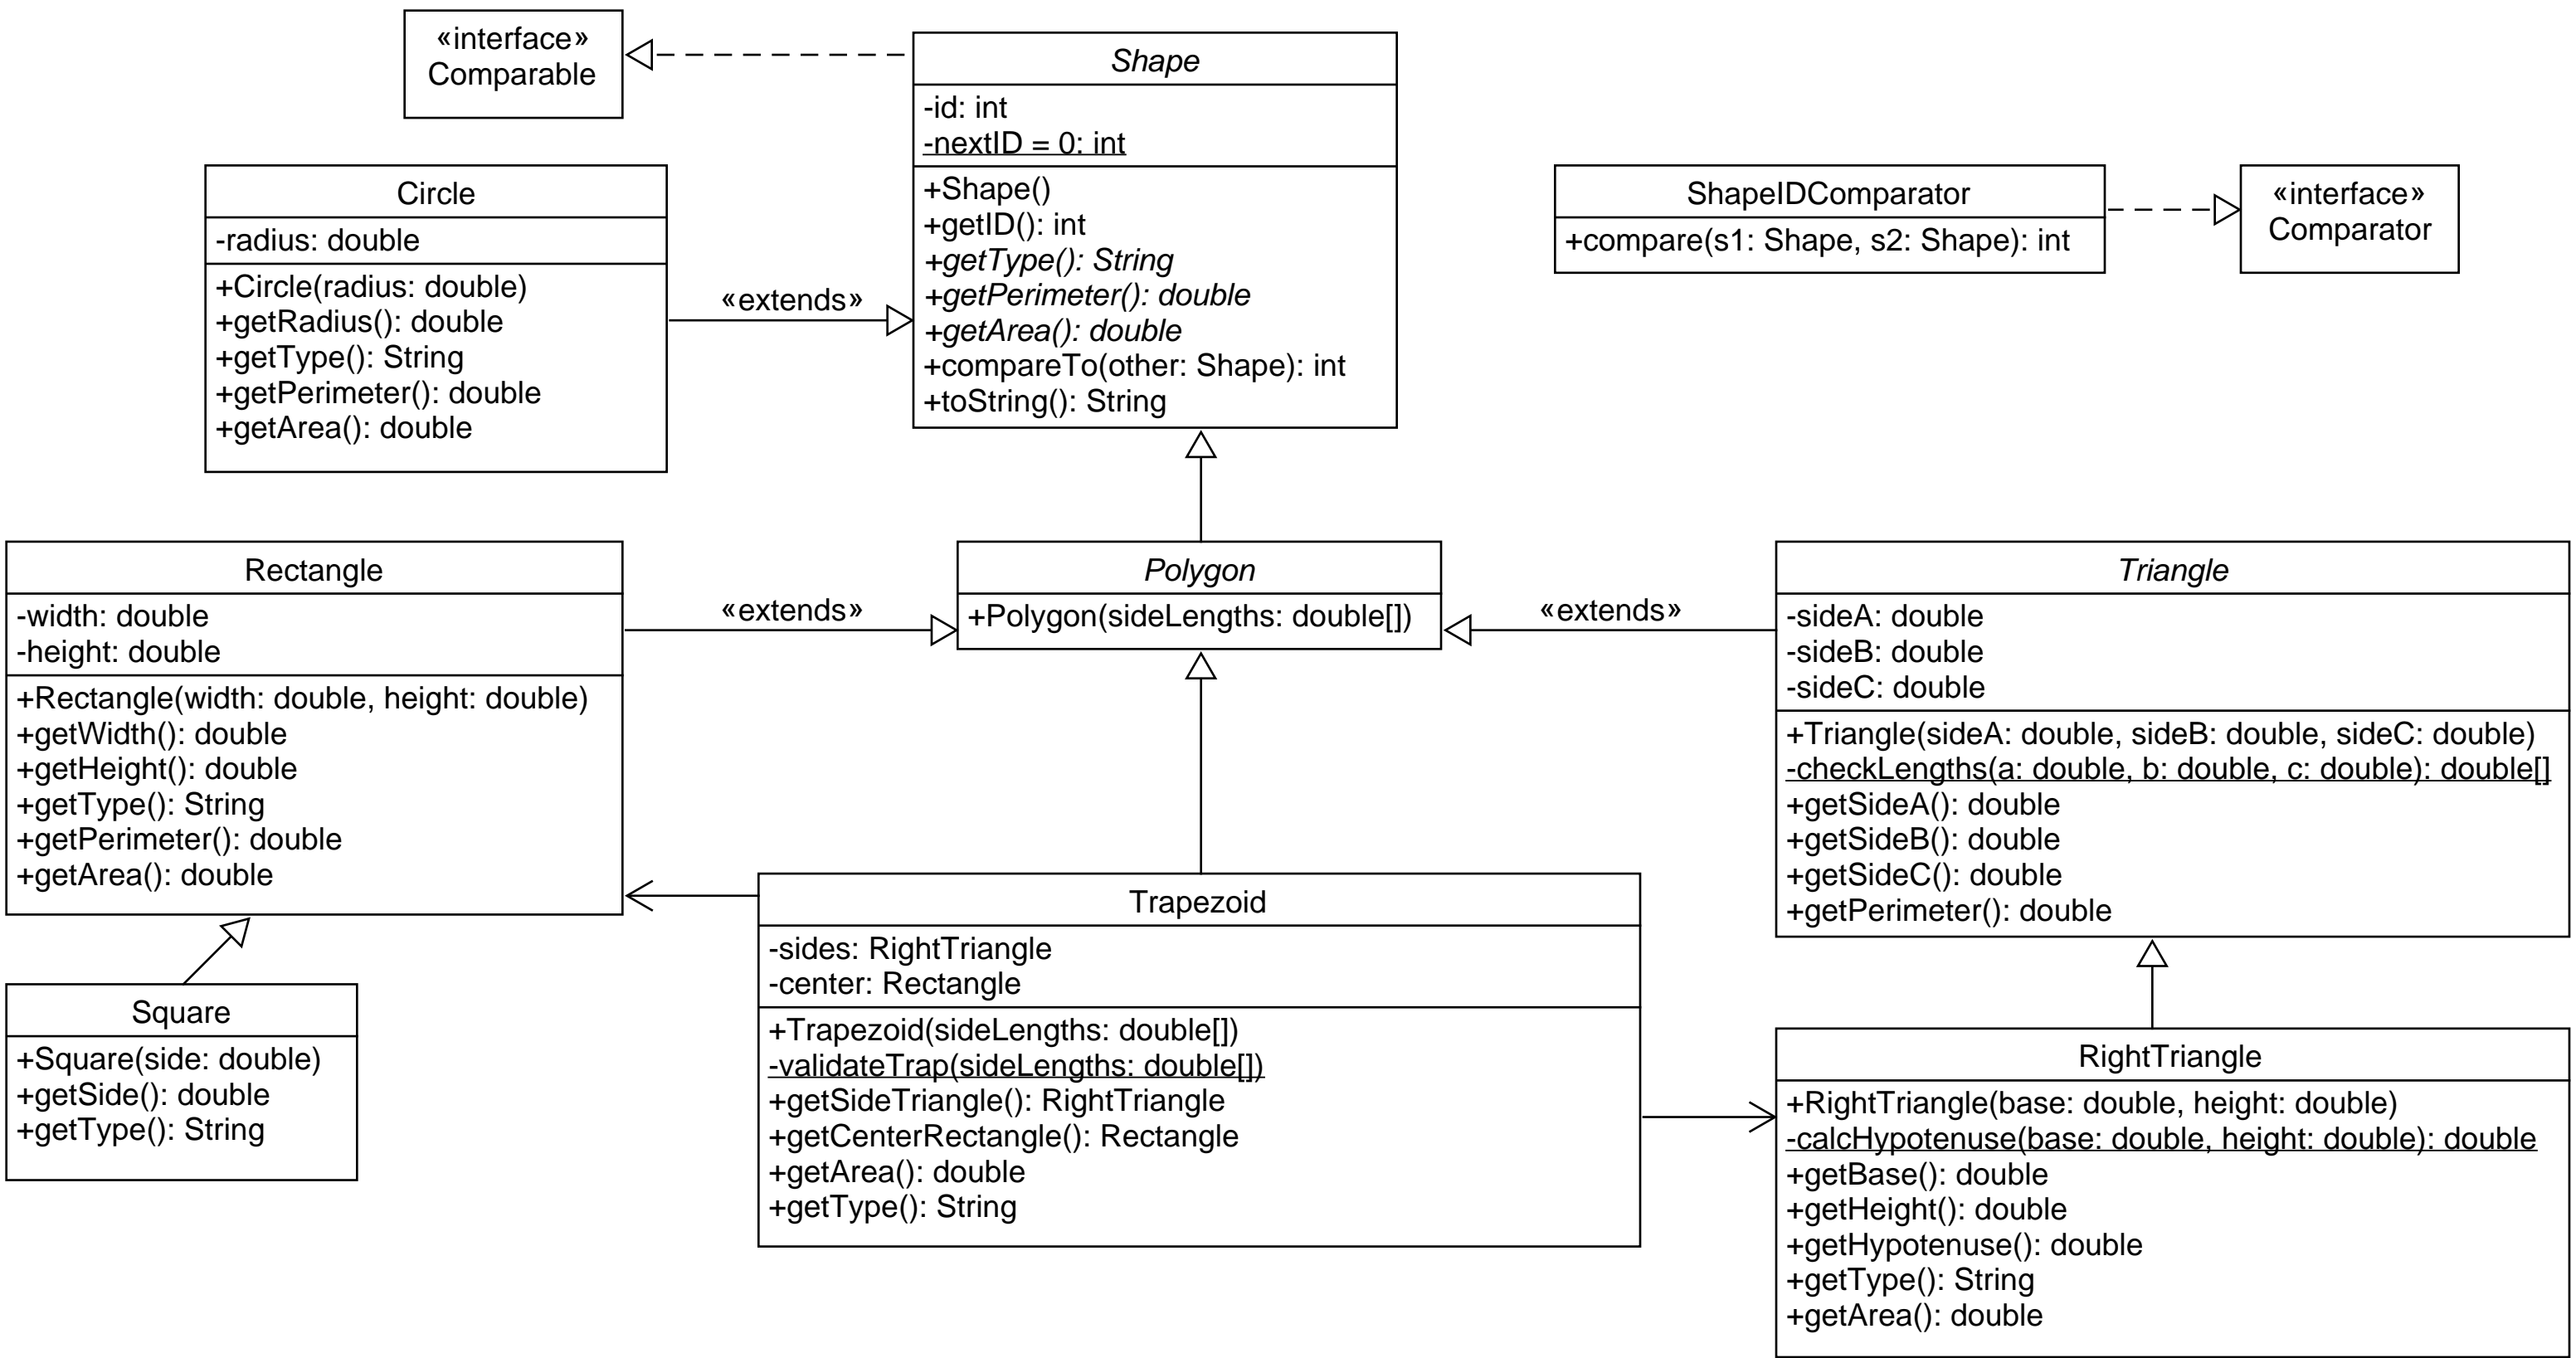 «interface»
Comparable
Shape
-id: int
-nextID = 0: int
+Shape()
+getID(): int
+getType(): String
+getPerimeter(): double
+getArea(): double
+compareTo(other: Shape): int
+toString(): String
Circle
-radius: double
+Circle(radius: double)
+getRadius(): double
+getType(): String
+getPerimeter(): double
+getArea(): double
«extends»
ShapeIDComparator
+compare(s1: Shape, s2: Shape): int
«interface»
Comparator
Rectangle
-width: double
-height: double
+Rectangle(width: double, height: double)
+getWidth(): double
+getHeight(): double
+getType(): String
+getPerimeter(): double
+getArea(): double
«extends»
Polygon
+Polygon(sideLengths: double[])
«extends»
Triangle
-sideA: double
-sideB: double
-sideC: double
+Triangle(sideA: double, sideB: double, sideC: double)
-checkLengths(a: double, b: double, c: double): double[]
+getSideA(): double
+getSideB(): double
+getSideC(): double
+getPerimeter(): double
Square
+Square(side: double)
+getSide(): double
+getType(): String
Trapezoid
-sides: RightTriangle
-center: Rectangle
+Trapezoid(sideLengths: double[])
-validateTrap(sideLengths: double[])
+getSideTriangle(): RightTriangle
+getCenterRectangle(): Rectangle
+getArea(): double
+getType(): String
RightTriangle
+RightTriangle(base: double, height: double)
-calcHypotenuse(base: double, height: double): double
+getBase(): double
+getHeight(): double
+getHypotenuse(): double
+getType(): String
+getArea(): double